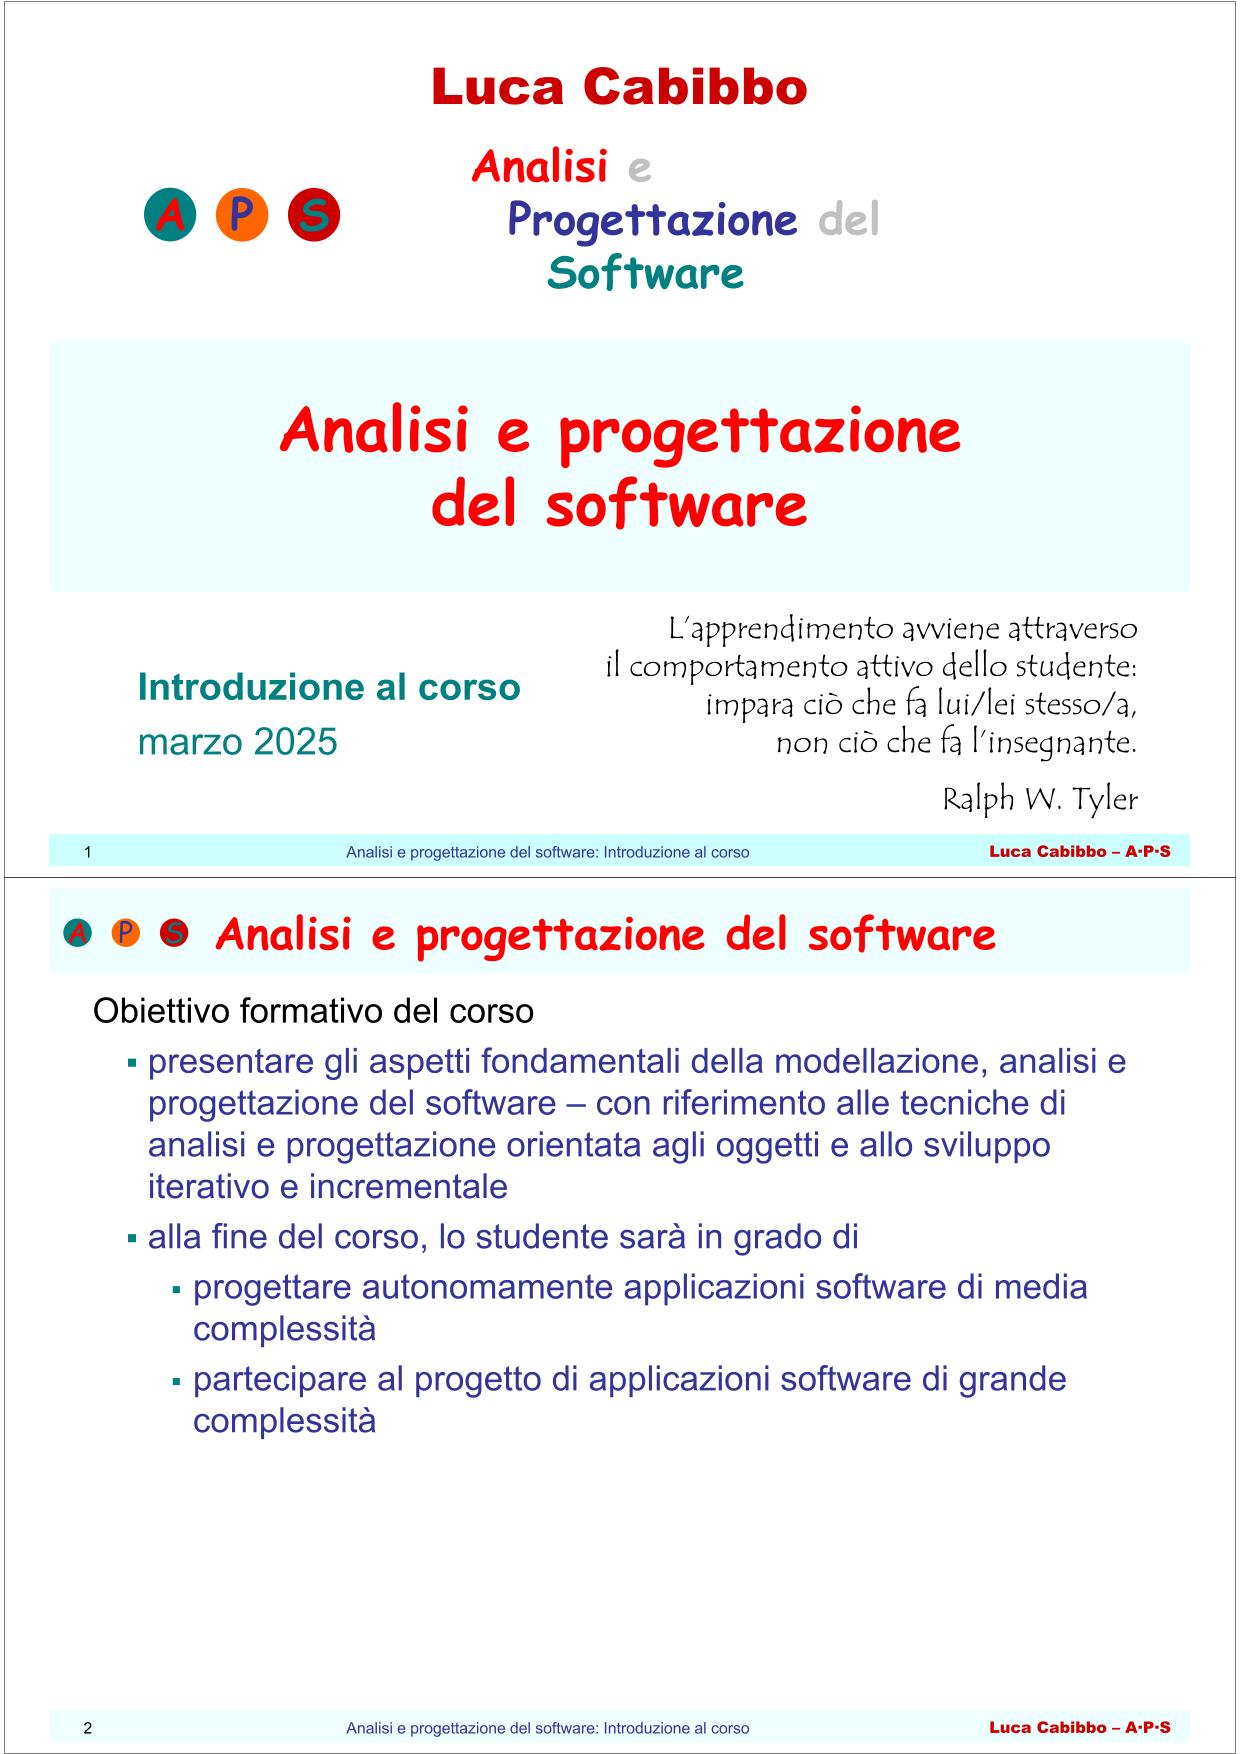 Luca Cabibbo
Analisi e
A P S
Progettazione del
Software
Analisi e progettazione
del software
L'apprendimento avviene attraverso
il comportamento attivo dello studente:
impara ciò che fa lui/lei stesso/a,
non ciò che fa l'insegnante.
Ralph W. Tyler
Introduzione al corso
marzo 2025
1 Analisi e progettazione del software: Introduzione al corso Luca Cabibbo – A·P·S
A P S Analisi e progettazione del software
Obiettivo formativo del corso
▪ presentare gli aspetti fondamentali della modellazione, analisi e
progettazione del software – con riferimento alle tecniche di
analisi e progettazione orientata agli oggetti e allo sviluppo
iterativo e incrementale
▪ alla fine del corso, lo studente sarà in grado di
▪ progettare autonomamente applicazioni software di media
complessità
▪ partecipare al progetto di applicazioni software di grande
complessità
2 Analisi e progettazione del software: Introduzione al corso Luca Cabibbo – A·P·S